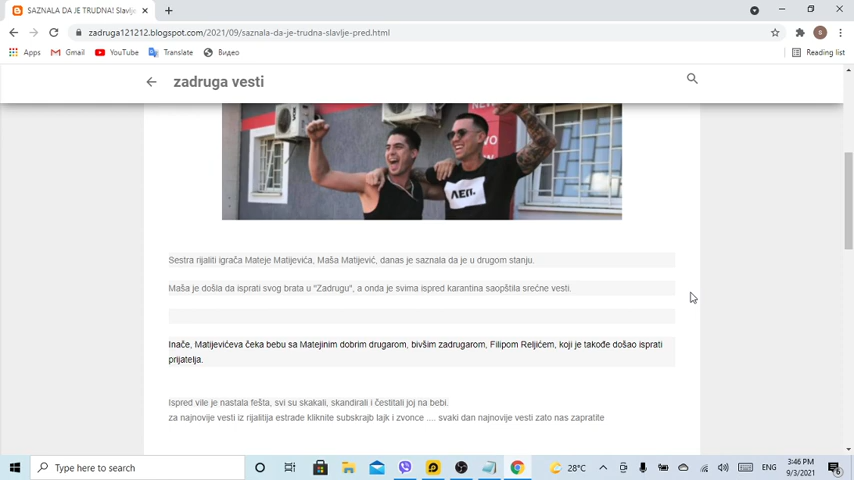 SAZNALA DA JE TRUDNA! Slavlje
zadruga121212.blogspot.com/2021/09/saznala-da-je-trudna-slavlje-pred.html
B
Apps
Gmail
YouTube
Translate
Видео
Reading list
zadruga vesti
ЛЕП.
Sestra rijaliti igrača Mateje Matijevića, Maša Matijević, danas je saznala da je u drugom stanju.
Maša je došla da isprati svog brata u "Zadrugu", a onda je svima ispred karantina saopštila srećne vesti.
Inače, Matijevićeva čeka bebu sa Matejinim dobrim drugarom, bivšim zadrugarom, Filipom Reljićem, koji je takođe došao isprati
prijatelja.
Ispred vile je nastala fešta, svi su skakali, skandirali i čestitali joj na bebi.
za najnovije vesti iz rijalitija estrade kliknite subskrajb lajk i zvonce .... svaki dan najnovije vesti zato nas zapratite
Type here to search
28°C
ENG
3:46 PM
9/3/2021
6